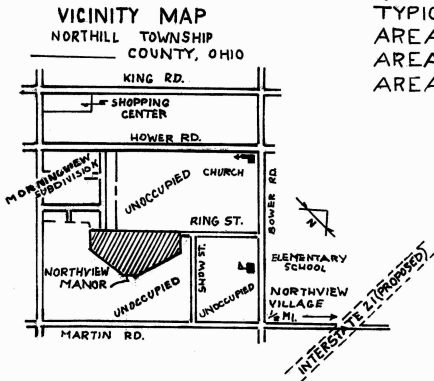 VICINITY MAP
NORTHILL TOWNSHIP
COUNTY, OHIO
TYPIC
AREA
AREA
AREA
KING RD.
SHOPPING
CENTER
HOWER RD.
MORNINGVIEW
SUBDIVISION
UNOCCUPIED
CHURCH
BOWER RD.
RING ST.
N
SNOW ST.
ELEMENTARY
SCHOOL
NORTHVIEW
MANOR
UNOCCUPIED
UNOCCUPIED
NORTHVIEW
VILLAGE
1/2 MI.
MARTIN RD.
INTERSTATE 21 (PROPOSED)